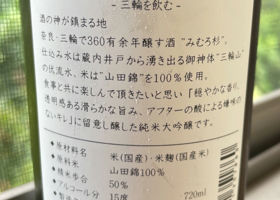 - 三輪を飲む -
酒の神が鎮まる地
奈良・三輪で360有余年醸す酒“みむろ杉”。
仕込み水は蔵内井戸から湧き出る御神体“三輪山”
の伏流水、米は“山田錦”を100％使用。
食事と共に楽しんで頂きたいと思い「穏やかな香り、
透明感ある滑らかな旨み、アフターの酸による嫌味の
ないキレ」に留意し醸した純米大吟醸です。
●原材料名 米(国産)・米麹(国産米)
●原料米 山田錦100％
●精米歩合 50％
●アルコール分 15度
720ml